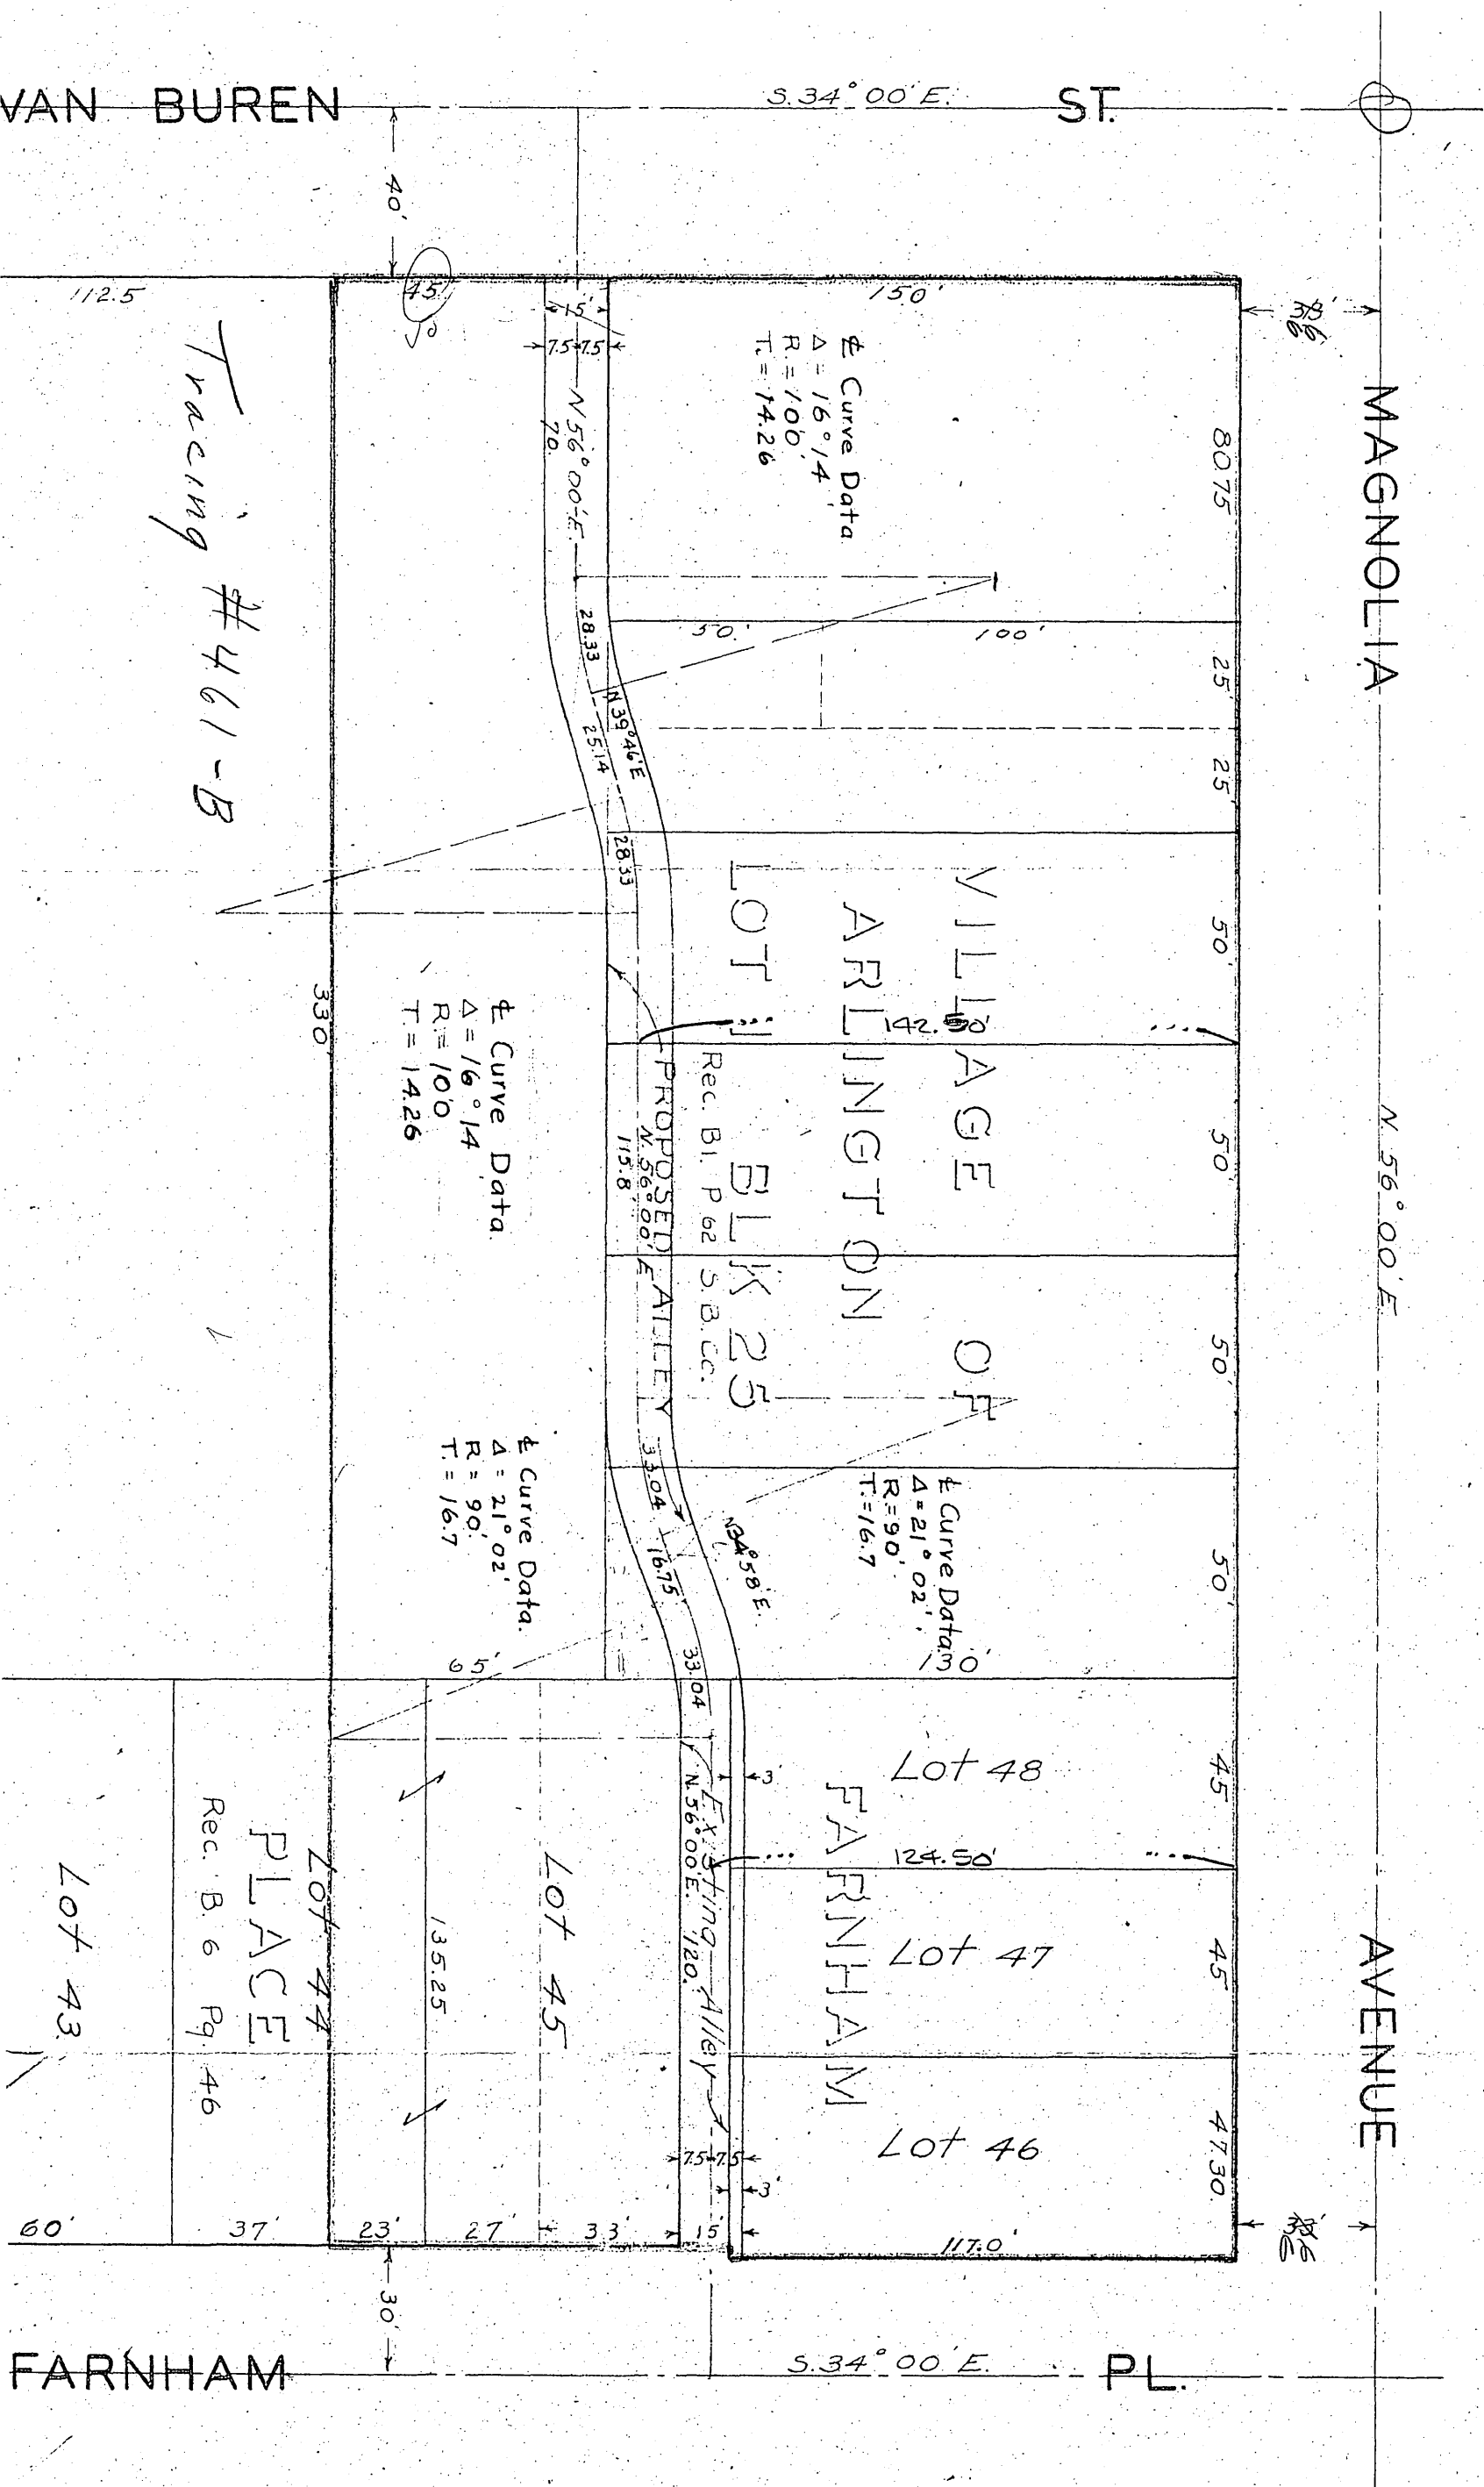 VAN BUREN
S. 34° 00' E.
ST.
40'
112.5
45'
15'
7.5 7.5
150'
MAGNOLIA
AVENUE
N. 56° 00' E.
80.75
25'
25'
50'
50'
50'
50'
45'
45'
47.30
℄ Curve Data
Δ = 16° 14'
R. = 100'
T. = 14.26
N 56° 00' E.
70.
28.33
N 39° 46' E
25.14
28.33
50.'
100'
Tracing #461-B
VILLAGE OF
ARLINGTON
LOT 1 BLK 25
Rec. B1. P 62 S. B. Co.
142.50'
PROPOSED ALLEY
N. 56° 00' E
115.8'
330
℄ Curve Data.
Δ = 16° 14
R = 100
T. = 14.26
℄ Curve Data.
Δ = 21° 02'
R = 90.'
T. = 16.7
℄ Curve Data.
Δ = 21° 02'
R = 90'
T. = 16.7
33.04
16.75
33.04
N 34° 58' E.
65'
130'
3'
Lot 48
124.50'
FARNHAM
PLACE
Rec. B. 6 Pg. 46
Lot 47
Lot 46
Existing Alley
N. 56° 00' E. 120.
Lot 45
135.25
Lot 44
Lot 43
7.5 7.5
3'
60'
37'
23'
27'
33'
15'
117.0'
30'
FARNHAM
S. 34° 00' E.
PL.